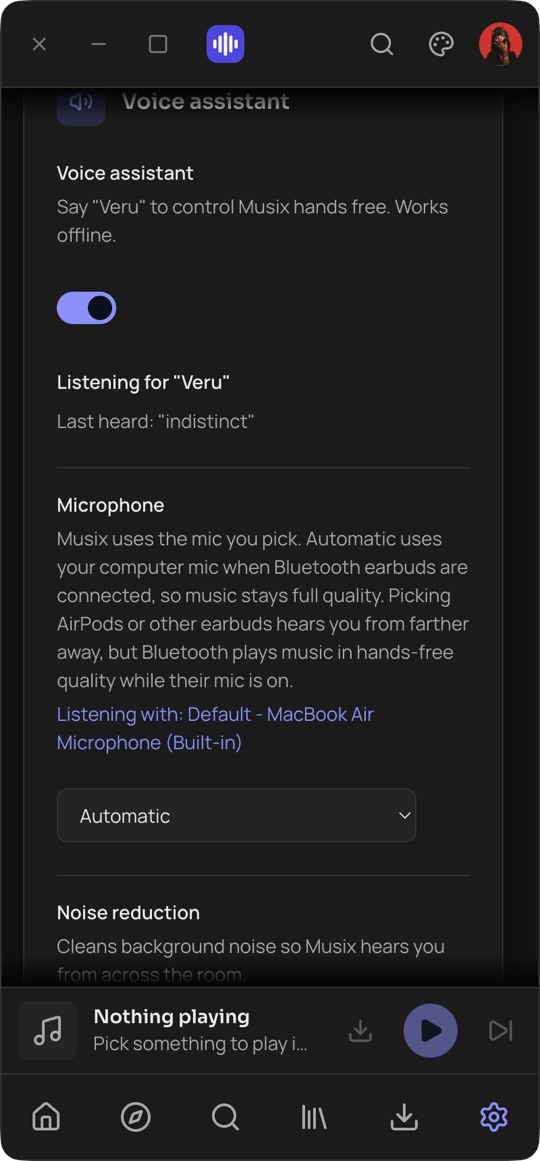 Voice assistant
Voice assistant
Say "Veru" to control Musix hands free. Works
offline.
Listening for "Veru"
Last heard: "indistinct"
Microphone
Musix uses the mic you pick. Automatic uses
your computer mic when Bluetooth earbuds are
connected, so music stays full quality. Picking
AirPods or other earbuds hears you from farther
away, but Bluetooth plays music in hands-free
quality while their mic is on.
Listening with: Default - MacBook Air
Microphone (Built-in)
Automatic
Noise reduction
Cleans background noise so Musix hears you
from across the room.
Nothing playing
Pick something to play i...